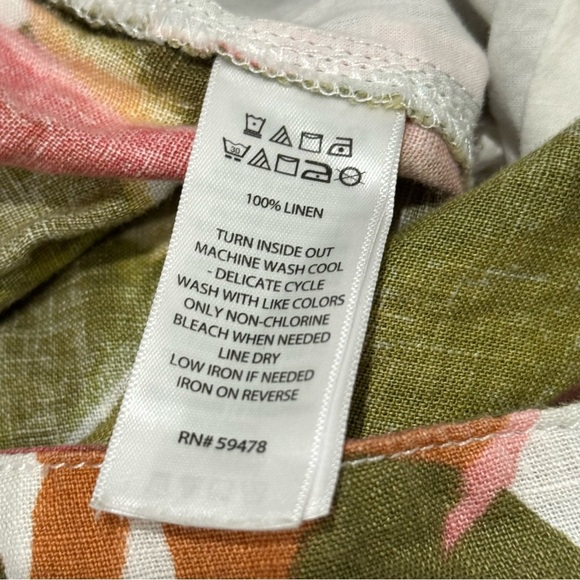 30
100% LINEN
TURN INSIDE OUT
MACHINE WASH COOL
- DELICATE CYCLE
WASH WITH LIKE COLORS
ONLY NON-CHLORINE
BLEACH WHEN NEEDED
LINE DRY
LOW IRON IF NEEDED
IRON ON REVERSE
RN# 59478